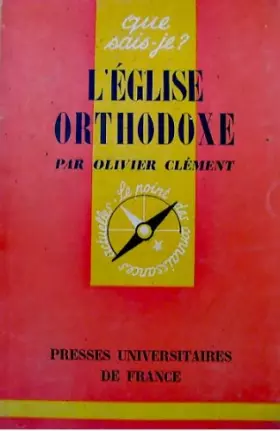 que
sais-je?
L'ÉGLISE
ORTHODOXE
PAR OLIVIER CLÉMENT
le point des connaissances actuelles
PRESSES UNIVERSITAIRES
DE FRANCE